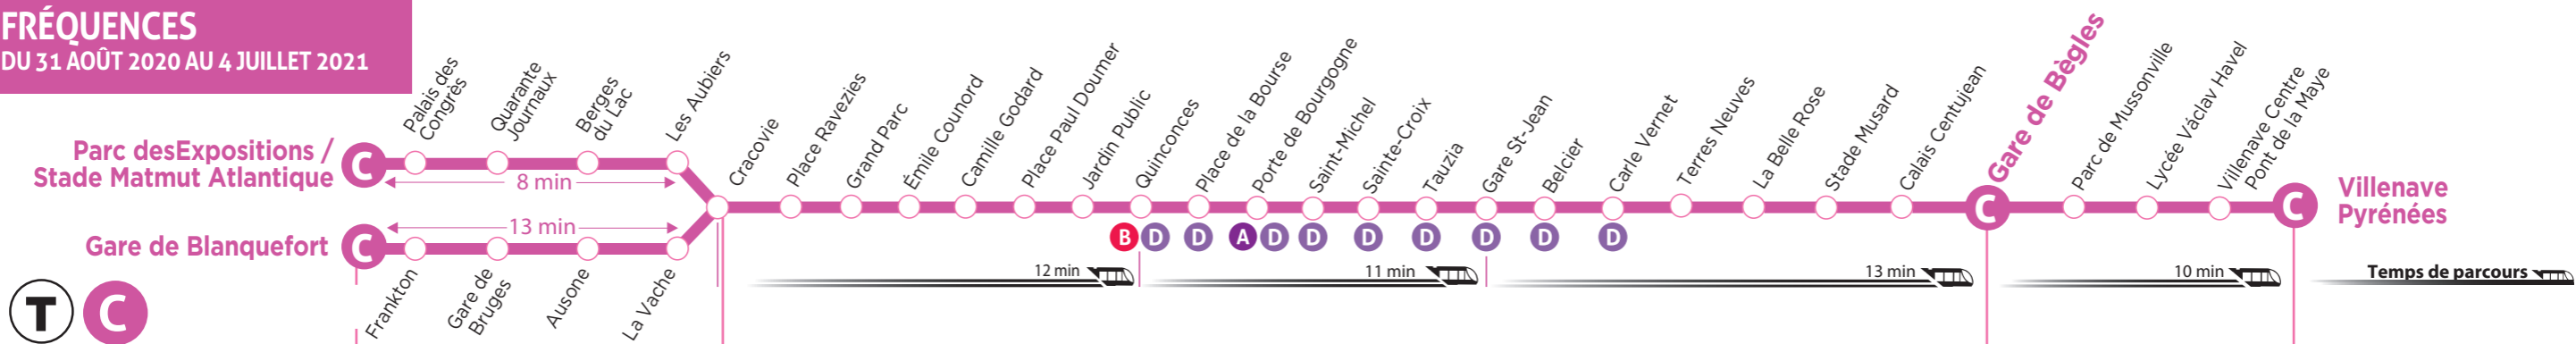 FRÉQUENCES
DU 31 AOÛT 2020 AU 4 JUILLET 2021
Parc desExpositions /
Stade Matmut Atlantique
C
Palais des
Congrès
Quarante
Journaux
Berges
du Lac
Les Aubiers
8 min
Gare de Blanquefort
C
13 min
Frankton
Gare de
Bruges
Ausone
La Vache
T
C
Cracovie
Place Ravezies
Grand Parc
Émile Counord
Camille Godard
Place Paul Doumer
Jardin Public
Quinconces
Place de la Bourse
Porte de Bourgogne
Saint-Michel
Sainte-Croix
Tauzia
Gare St-Jean
Belcier
Carle Vernet
Terres Neuves
La Belle Rose
Stade Musard
Calais Centujean
Gare de Bègles
C
Parc de Mussonville
Lycée Václav Havel
Villenave Centre
Pont de la Maye
C
Villenave
Pyrénées
B D D A D D D D D D D
12 min
11 min
13 min
10 min
Temps de parcours